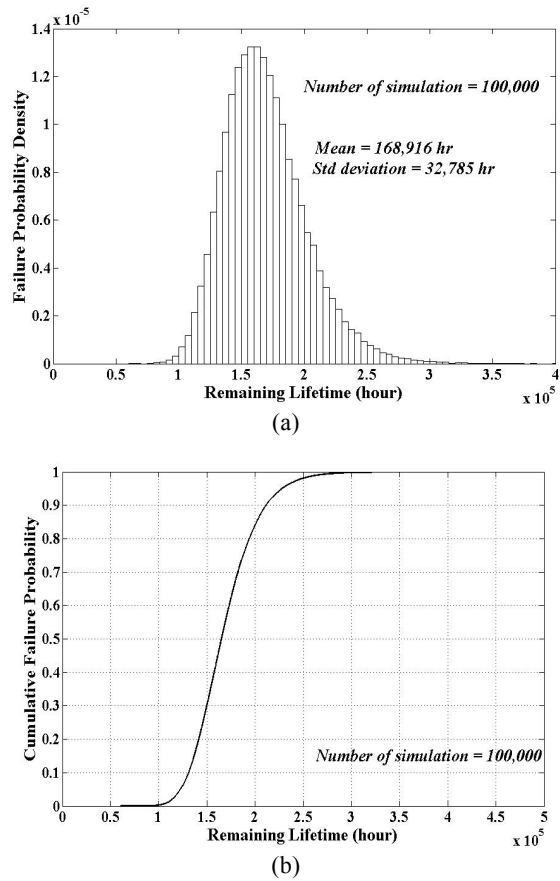 x 10^-5
1.4
1.2
1
0.8
0.6
0.4
0.2
0
Failure Probability Density
Number of simulation = 100,000
Mean = 168,916 hr
Std deviation = 32,785 hr
0 0.5 1 1.5 2 2.5 3 3.5 4
Remaining Lifetime (hour)
x 10^5
(a)
1
0.9
0.8
0.7
0.6
0.5
0.4
0.3
0.2
0.1
0
Cumulative Failure Probability
Number of simulation = 100,000
0 0.5 1 1.5 2 2.5 3 3.5 4 4.5 5
Remaining Lifetime (hour)
x 10^5
(b)